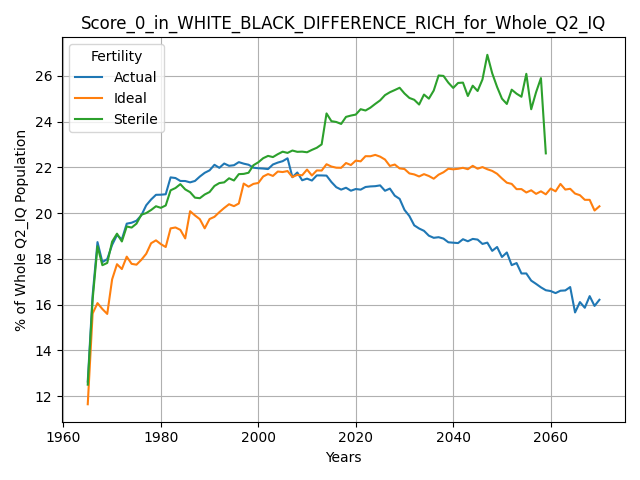 Score_0_in_WHITE_BLACK_DIFFERENCE_RICH_for_Whole_Q2_IQ
Fertility
Actual
Ideal
Sterile
% of Whole Q2_IQ Population
26
24
22
20
18
16
14
12
1960
1980
2000
2020
2040
2060
Years